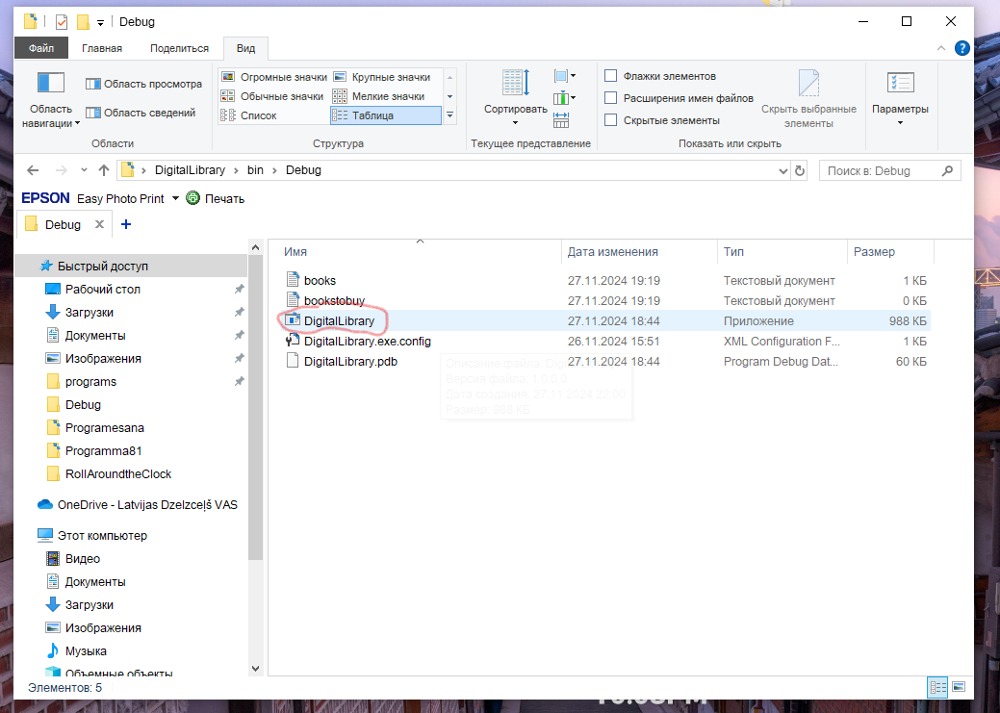 Debug
Файл Главная Поделиться Вид
Область навигации
Область просмотра
Область сведений
Области
Огромные значки Крупные значки
Обычные значки Мелкие значки
Список Таблица
Структура
Сортировать
Текущее представление
Флажки элементов
Расширения имен файлов
Скрытые элементы
Скрыть выбранные элементы
Показать или скрыть
Параметры
DigitalLibrary › bin › Debug
Поиск в: Debug
EPSON Easy Photo Print Печать
Debug
Быстрый доступ
Рабочий стол
Загрузки
Документы
Изображения
programs
Debug
Programesana
Programma81
RollAroundtheClock
OneDrive - Latvijas Dzelzceļš VAS
Этот компьютер
Видео
Документы
Загрузки
Изображения
Музыка
Объемные объекты
Имя Дата изменения Тип Размер
books 27.11.2024 19:19 Текстовый документ 1 КБ
bookstobuy 27.11.2024 19:19 Текстовый документ 0 КБ
DigitalLibrary 27.11.2024 18:44 Приложение 988 КБ
DigitalLibrary.exe.config 26.11.2024 15:51 XML Configuration F...
1 КБ
DigitalLibrary.pdb 27.11.2024 18:44 Program Debug Dat...
60 КБ
Описание файла: Dig
Версия файла: 1.0.0.0
Дата создания: 27.11.2024 22:00
Размер:
Элементов: 5